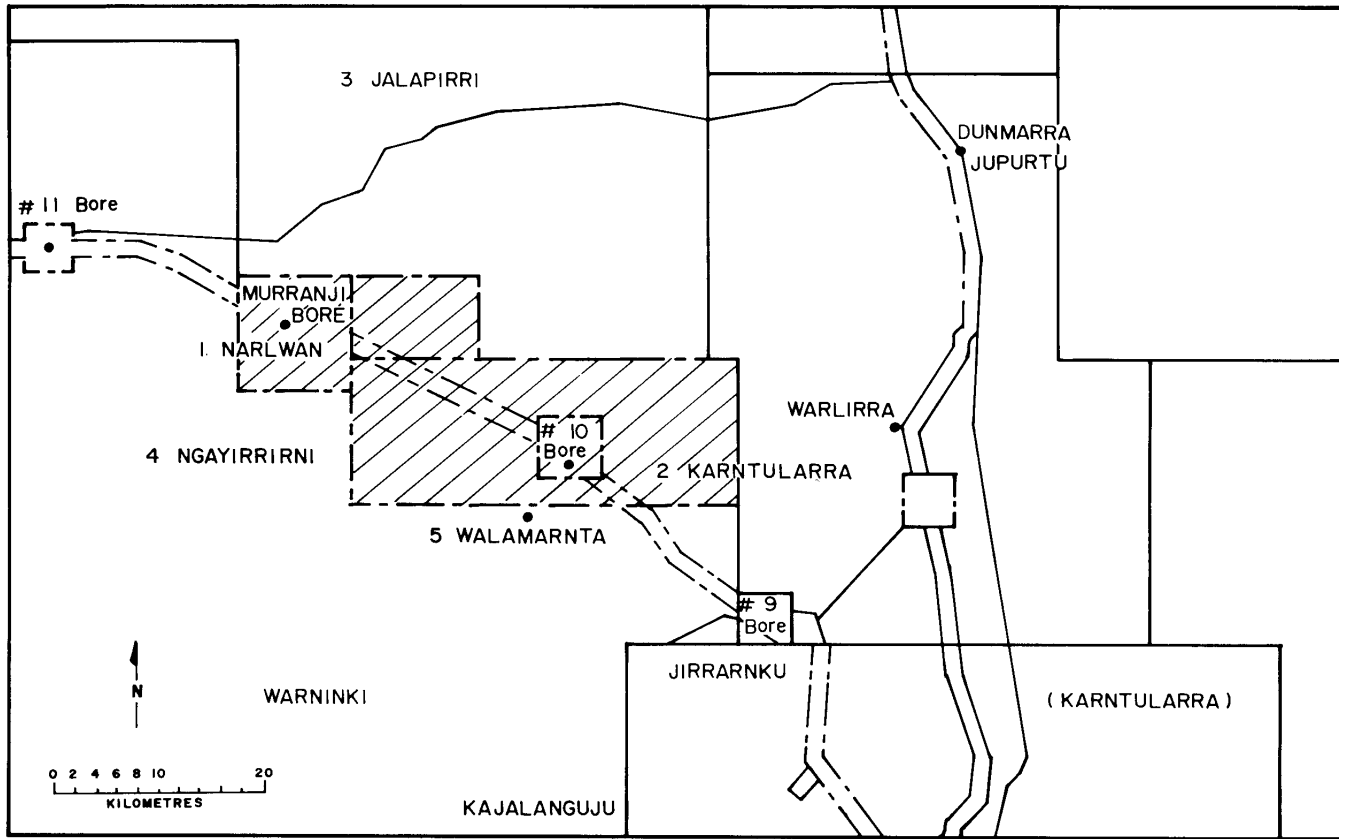 3 JALAPIRRI
DUNMARRA
JUPURTU
# 11 Bore
MURRANJI
BORE
1. NARLWAN
WARLIRRA
# 10
Bore
4 NGAYIRRIRNI
2 KARNTULARRA
5 WALAMARNTA
# 9
Bore
JIRRARNKU
N
WARNINKI
(KARNTULARRA)
0 2 4 6 8 10 20
KILOMETRES
KAJALANGUJU